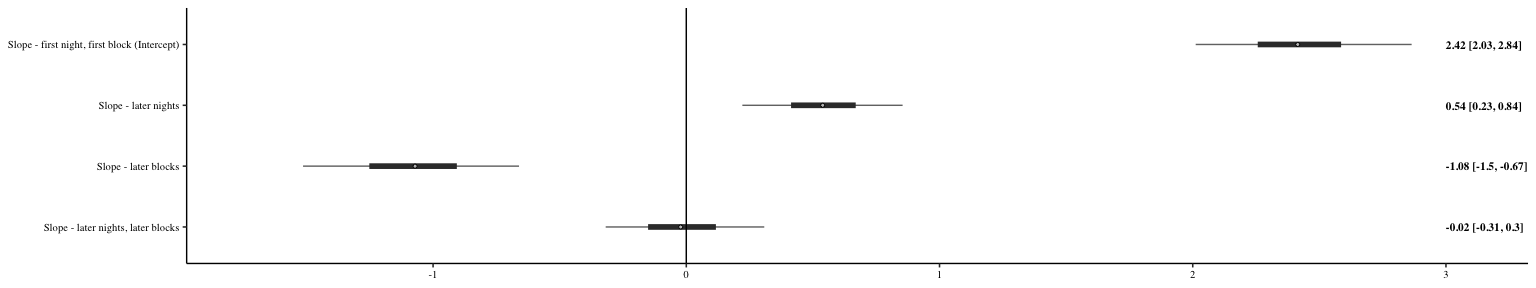 Slope - first night, first block (Intercept)
2.42 [2.03, 2.84]
Slope - later nights
0.54 [0.23, 0.84]
Slope - later blocks
-1.08 [-1.5, -0.67]
Slope - later nights, later blocks
-0.02 [-0.31, 0.3]
-1 0 1 2 3